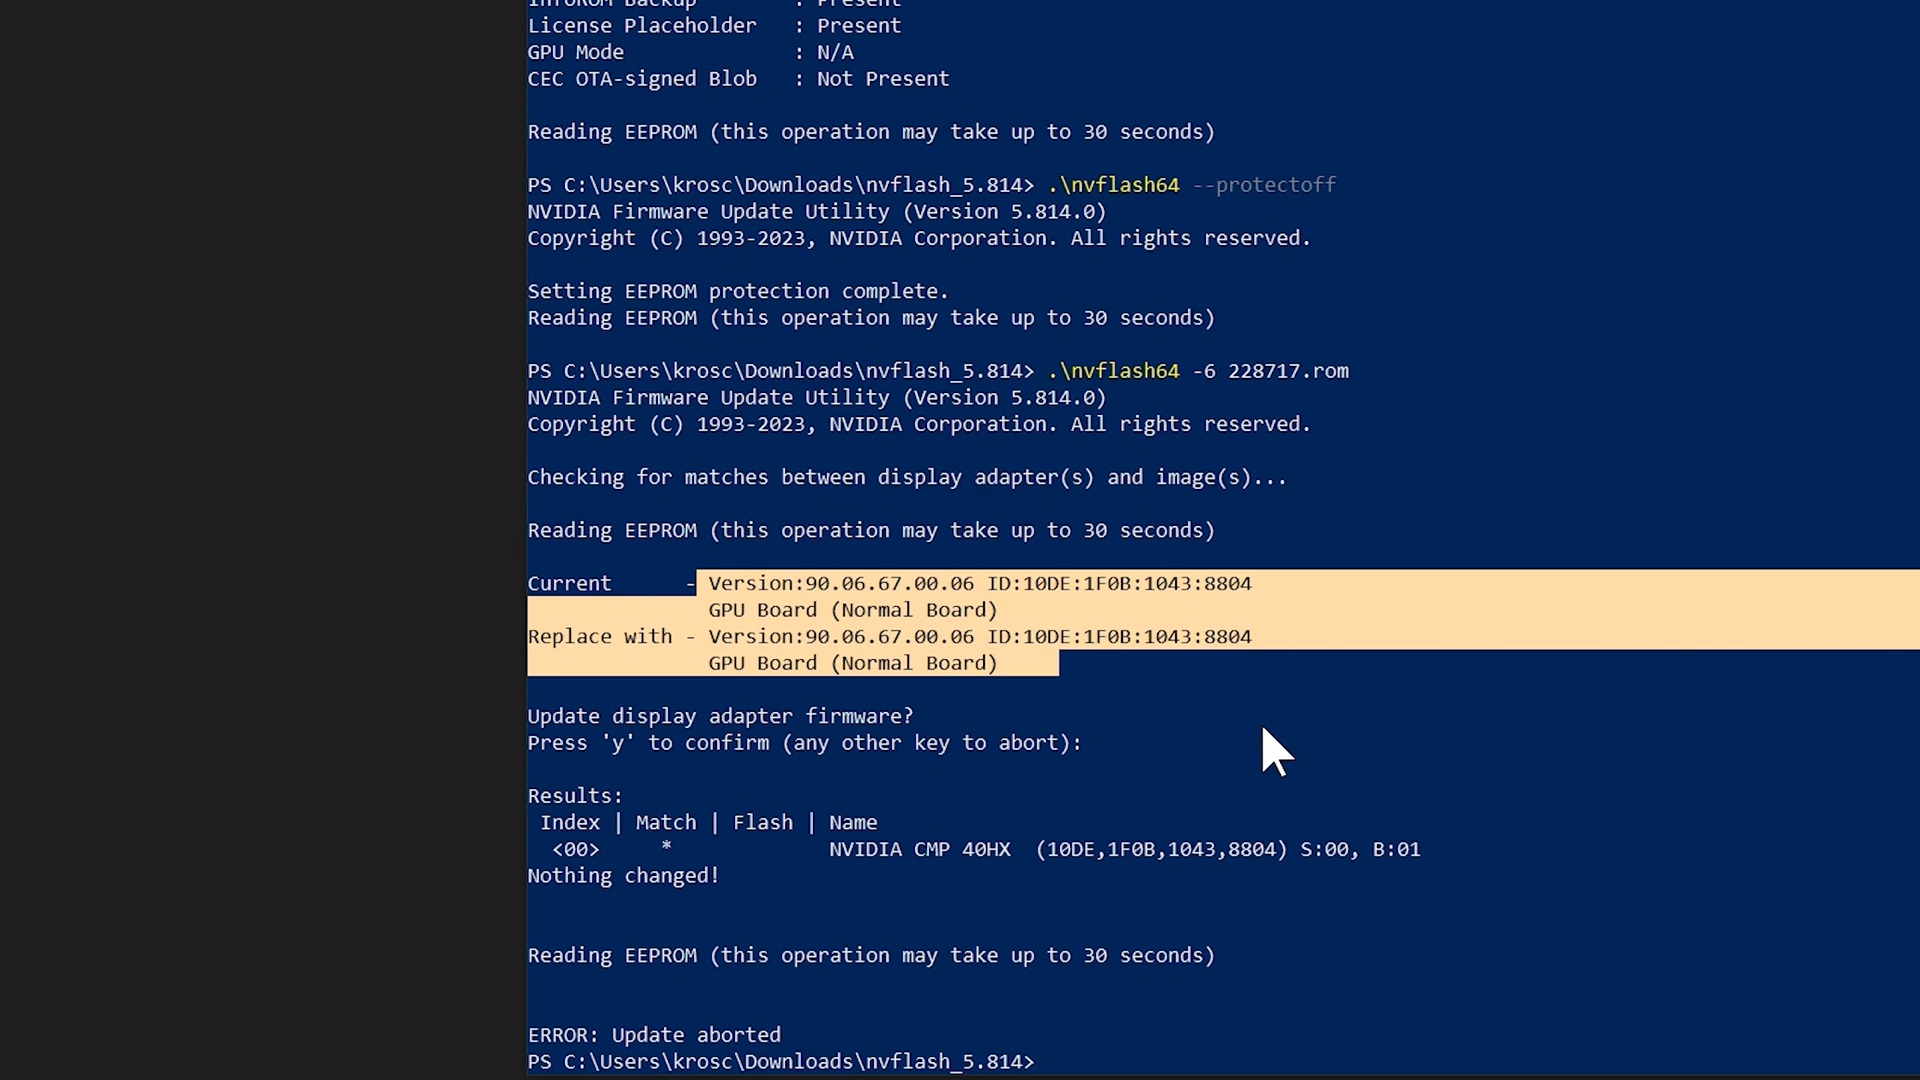 InfoROM Backup : Present
License Placeholder : Present
GPU Mode : N/A
CEC OTA-signed Blob : Not Present
Reading EEPROM (this operation may take up to 30 seconds)
PS C:\Users\krosc\Downloads\nvflash_5.814> .\nvflash64 --protectoff
NVIDIA Firmware Update Utility (Version 5.814.0)
Copyright (C) 1993-2023, NVIDIA Corporation. All rights reserved.
Setting EEPROM protection complete.
Reading EEPROM (this operation may take up to 30 seconds)
PS C:\Users\krosc\Downloads\nvflash_5.814> .\nvflash64 -6 228717.rom
NVIDIA Firmware Update Utility (Version 5.814.0)
Copyright (C) 1993-2023, NVIDIA Corporation. All rights reserved.
Checking for matches between display adapter(s) and image(s)...
Reading EEPROM (this operation may take up to 30 seconds)
Current - Version:90.06.67.00.06 ID:10DE:1F0B:1043:8804
GPU Board (Normal Board)
Replace with - Version:90.06.67.00.06 ID:10DE:1F0B:1043:8804
GPU Board (Normal Board)
Update display adapter firmware?
Press 'y' to confirm (any other key to abort):
Results:
Index | Match | Flash | Name
<00> * NVIDIA CMP 40HX (10DE,1F0B,1043,8804) S:00, B:01
Nothing changed!
Reading EEPROM (this operation may take up to 30 seconds)
ERROR: Update aborted
PS C:\Users\krosc\Downloads\nvflash_5.814>